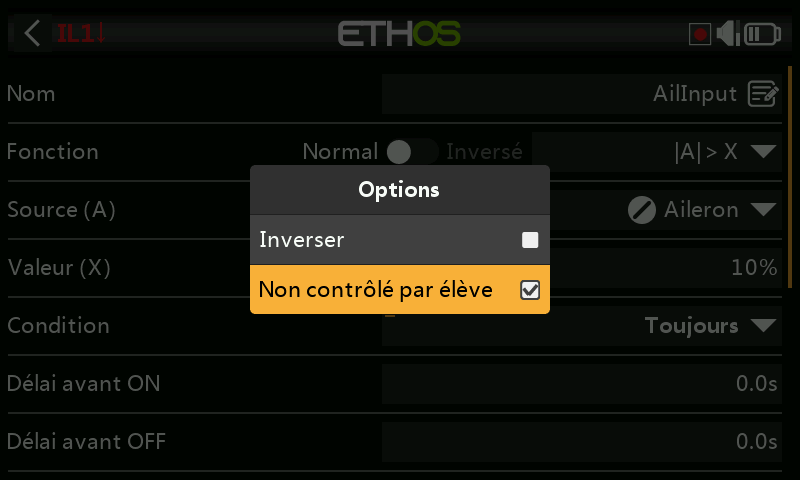 IL1↓ ETHOS
Nom AilInput
Fonction Normal Inversé |A| > X
Options
Source (A) Aileron
Inverser
Valeur (X) 10%
Non contrôlé par élève
Condition Toujours
Délai avant ON 0.0s
Délai avant OFF 0.0s